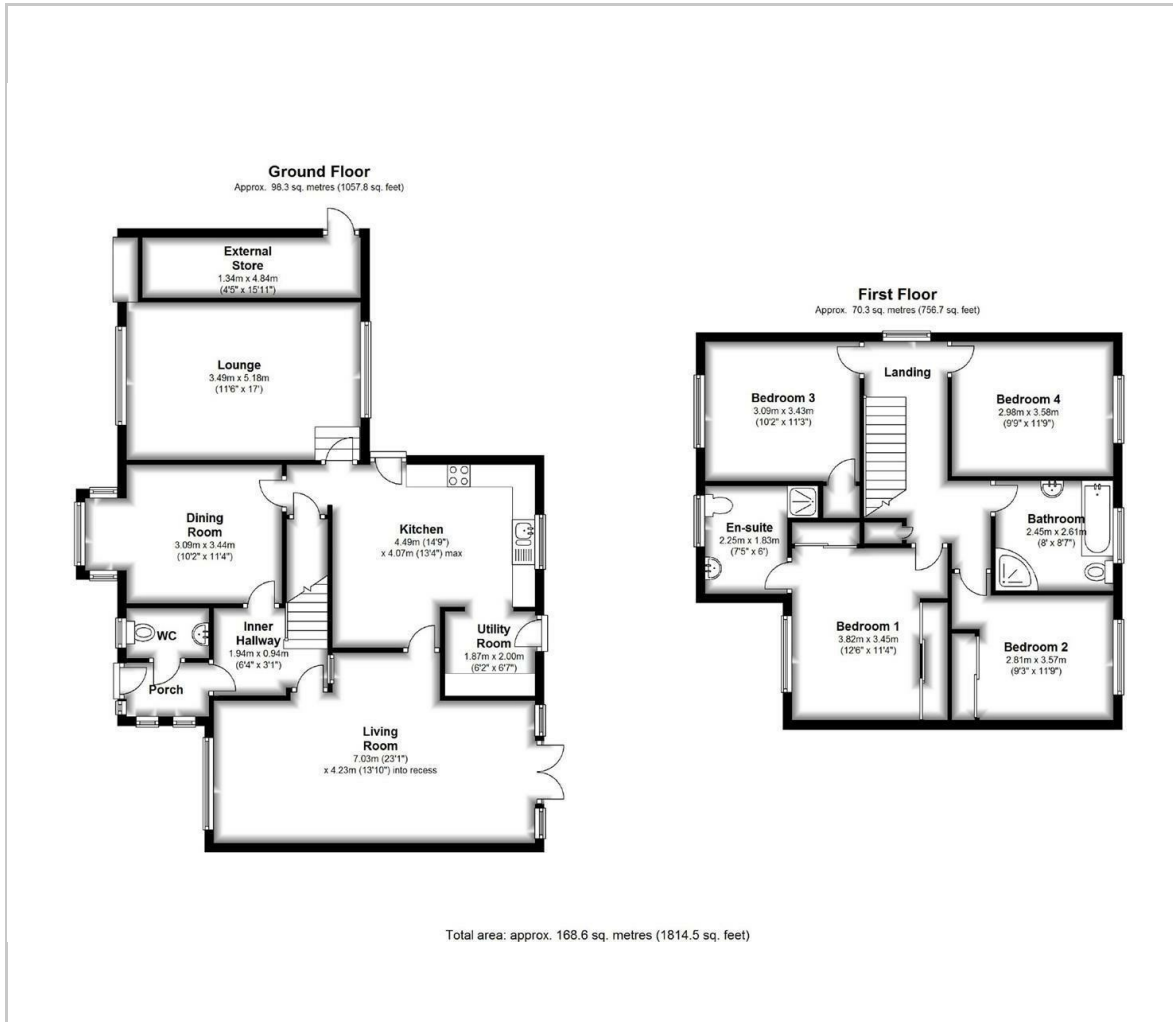 Ground Floor
Approx. 98.3 sq. metres (1057.8 sq. feet)
External
Store
1.34m x 4.84m
(4'5" x 15'11")
Lounge
3.49m x 5.18m
(11'6" x 17')
Dining
Room
3.09m x 3.44m
(10'2" x 11'4")
Kitchen
4.49m (14'9")
x 4.07m (13'4") max
WC
Inner
Hallway
1.94m x 0.94m
(6'4" x 3'1")
Utility
Room
1.87m x 2.00m
(6'2" x 6'7")
Porch
Living
Room
7.03m (23'1")
x 4.23m (13'10") into recess
First Floor
Approx. 70.3 sq. metres (756.7 sq. feet)
Landing
Bedroom 3
3.09m x 3.43m
(10'2" x 11'3")
Bedroom 4
2.98m x 3.58m
(9'9" x 11'9")
En-suite
2.25m x 1.83m
(7'5" x 6')
Bathroom
2.45m x 2.61m
(8' x 8'7")
Bedroom 1
3.82m x 3.45m
(12'6" x 11'4")
Bedroom 2
2.81m x 3.57m
(9'3" x 11'9")
Total area: approx. 168.6 sq. metres (1814.5 sq. feet)